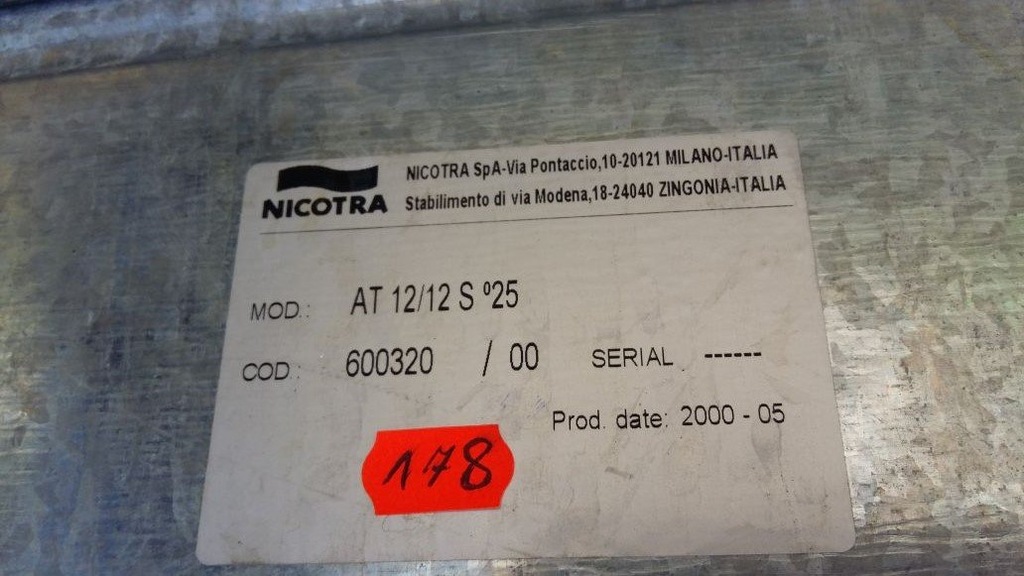 NICOTRA
NICOTRA SpA-Via Pontaccio,10-20121 MILANO-ITALIA
Stabilimento di via Modena,18-24040 ZINGONIA-ITALIA
MOD.: AT 12/12 S º25
COD.: 600320 / 00 SERIAL ------
Prod. date: 2000 - 05
178